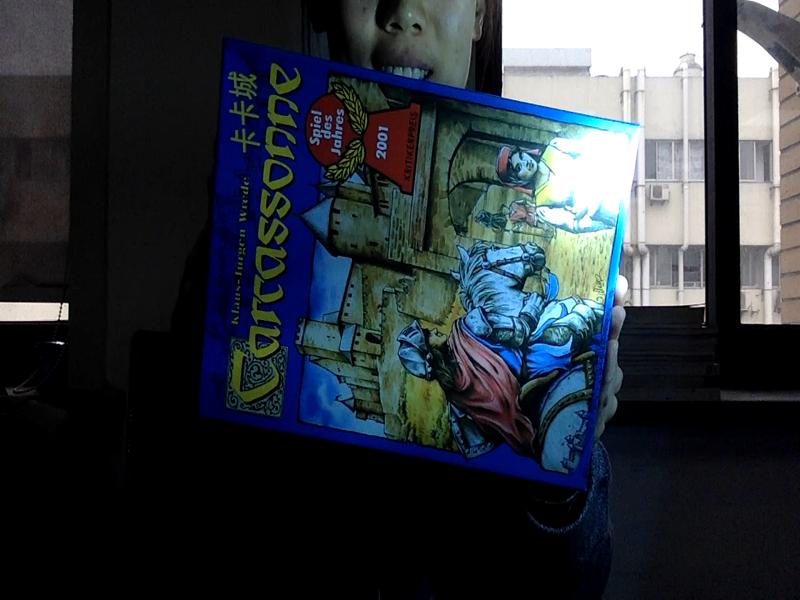 卡卡城
Klaus-Jürgen Wrede
Carcassonne
Spiel
des
Jahres
2001
KRITIKERPREIS